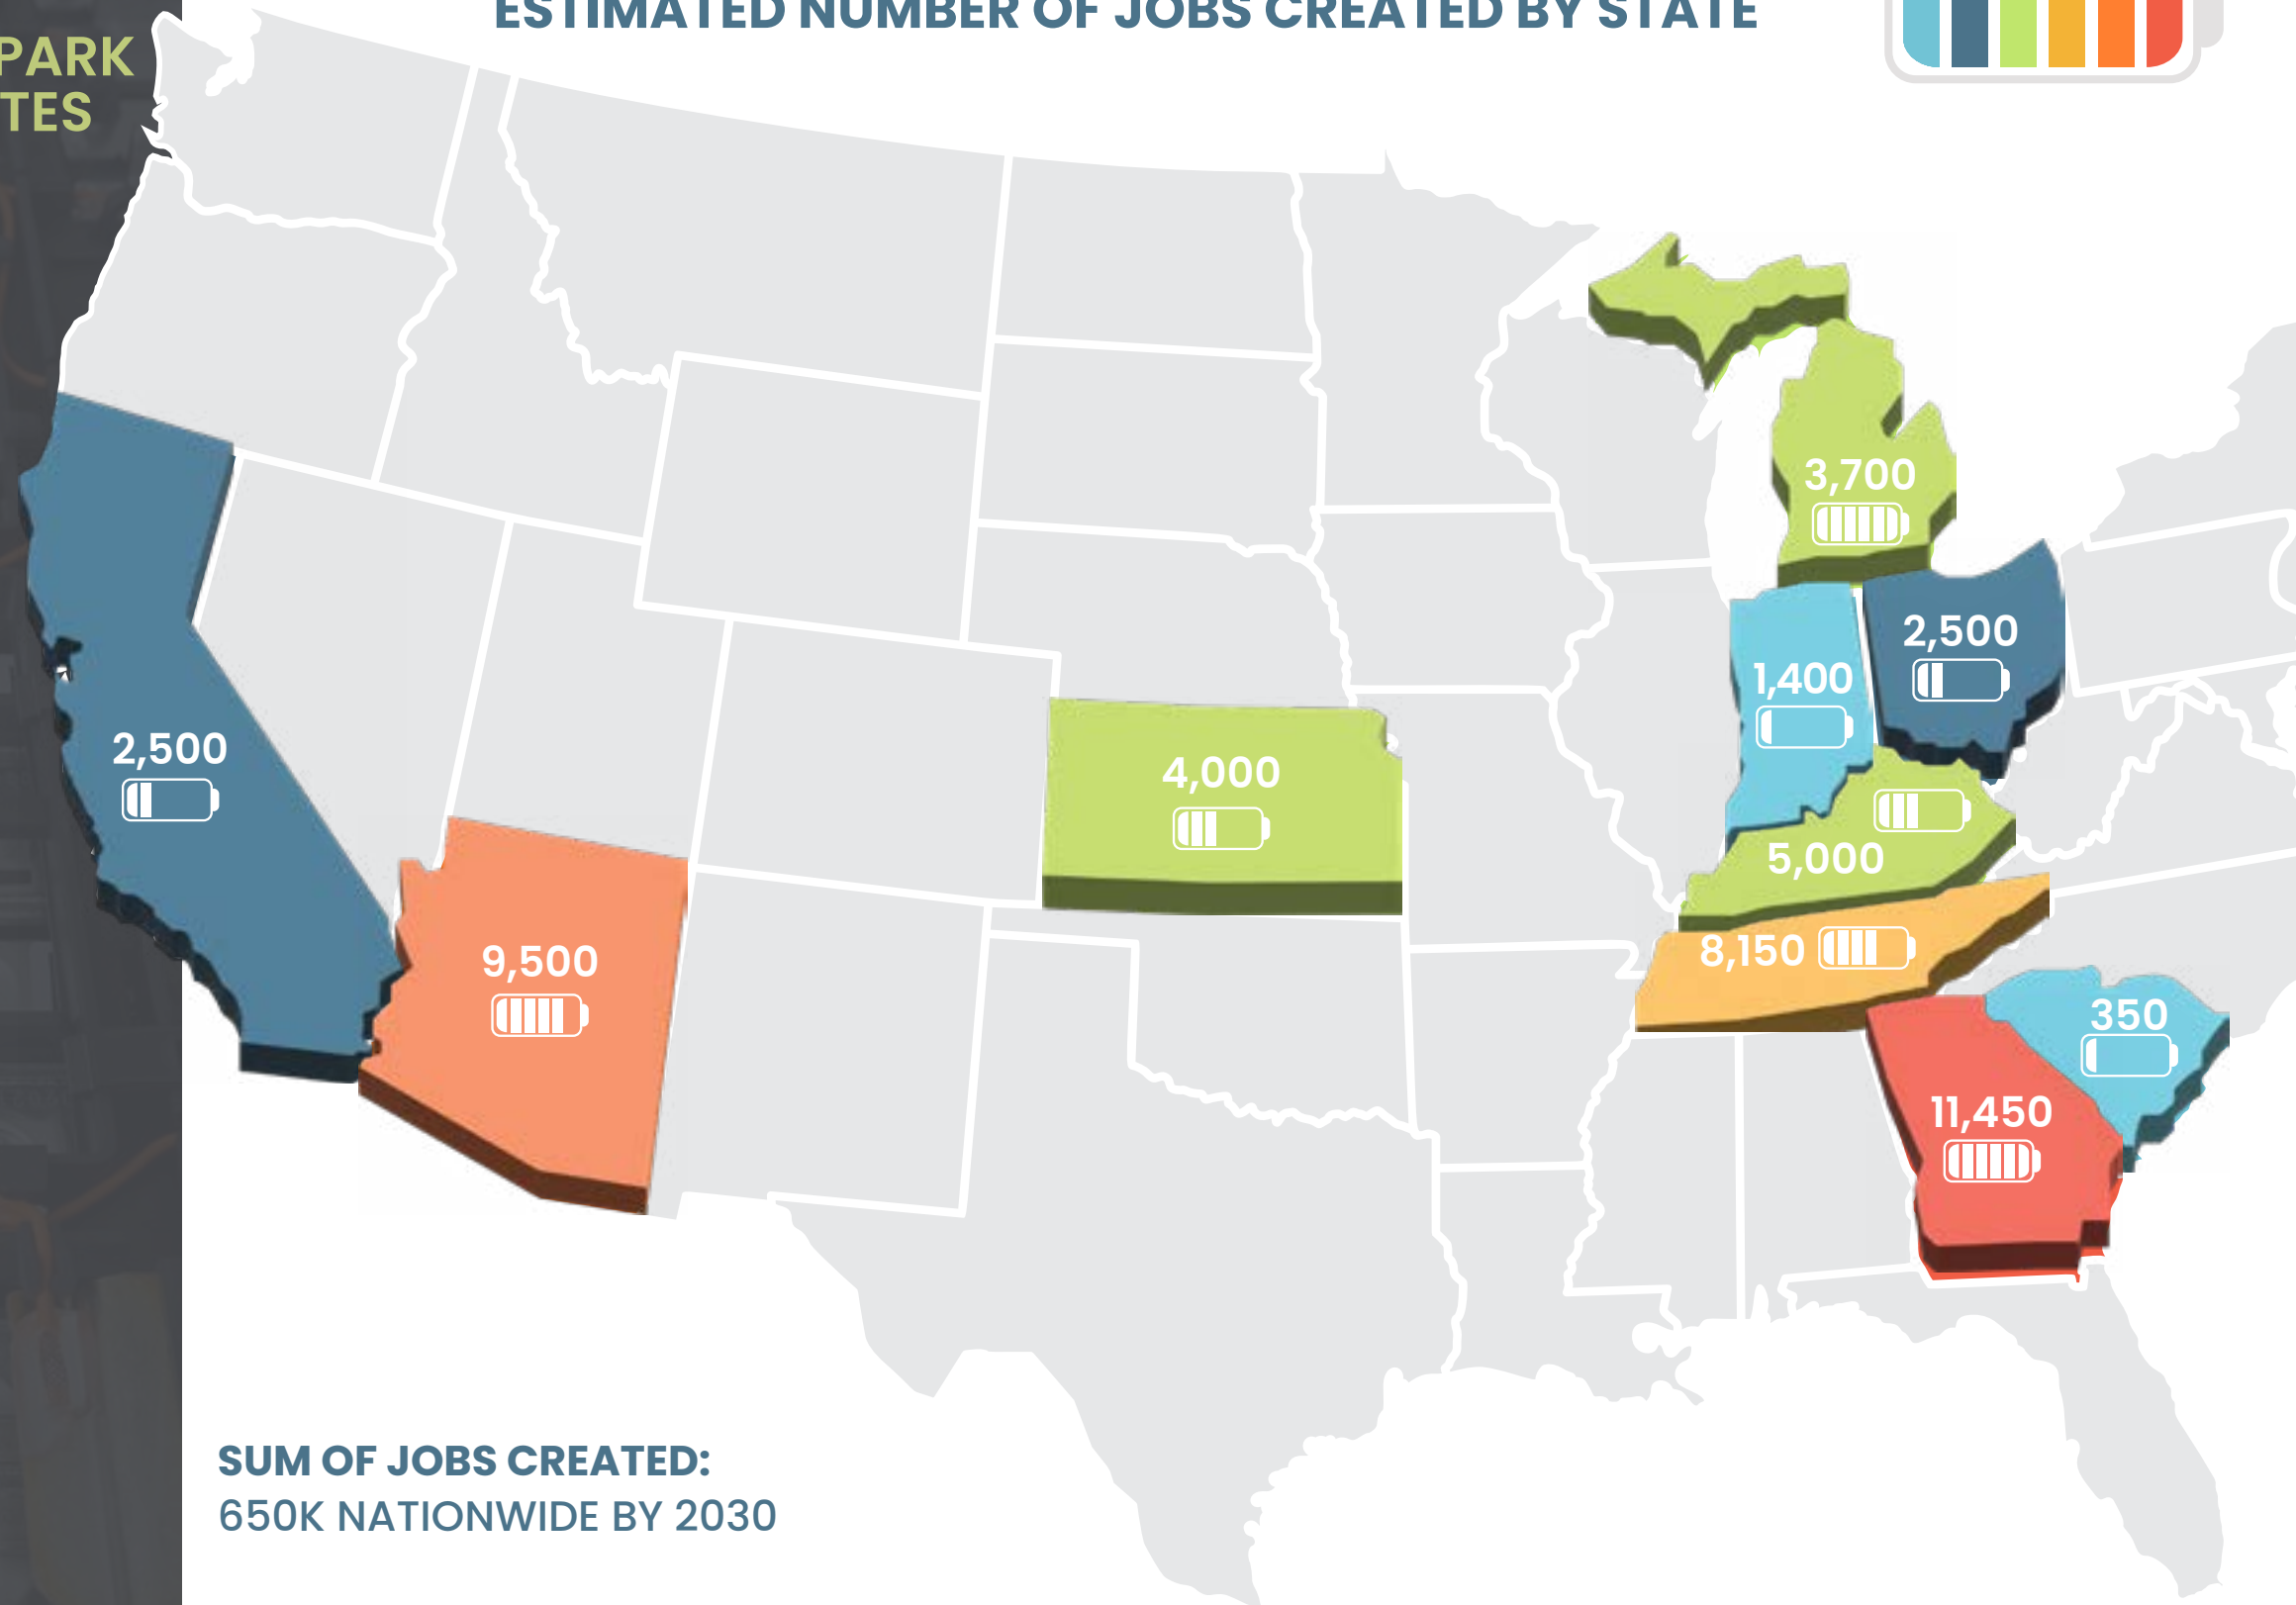 ESTIMATED NUMBER OF JOBS CREATED BY STATE
PARK
TES
3,700
2,500
1,400
2,500
4,000
5,000
8,150
9,500
350
11,450
SUM OF JOBS CREATED:
650K NATIONWIDE BY 2030